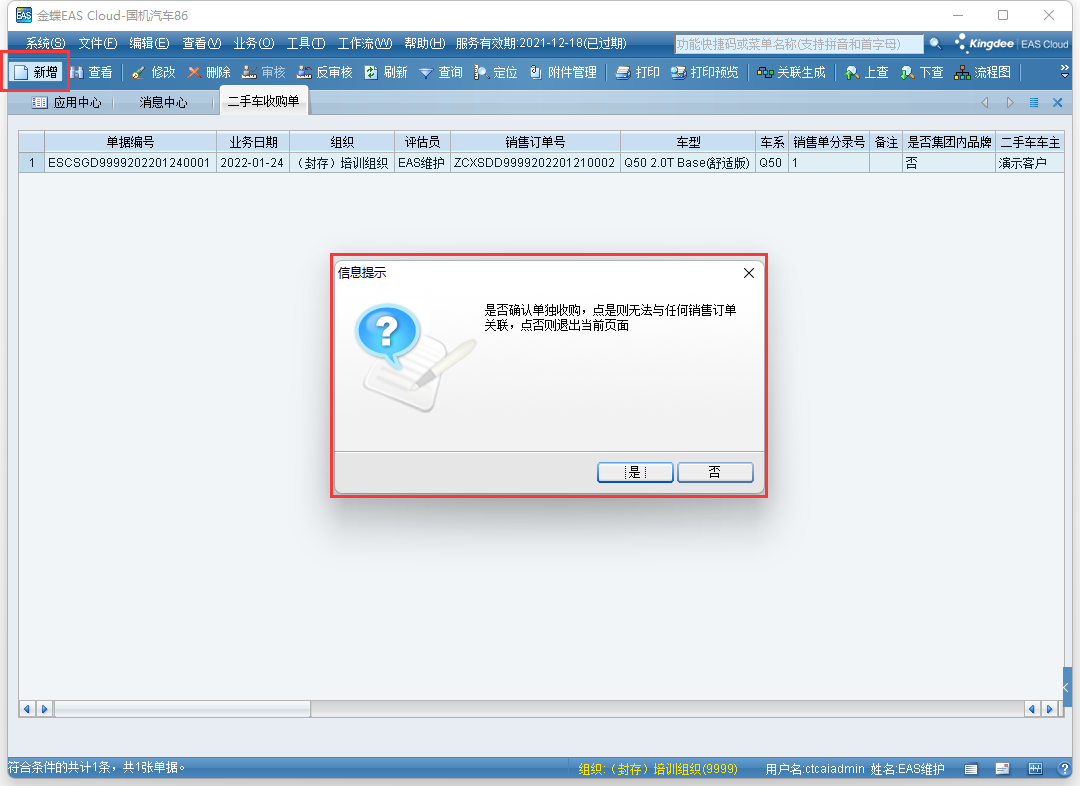 EAS 金蝶EAS Cloud-国机汽车86
系统(S) 文件(F) 编辑(E) 查看(V) 业务(O) 工具(T) 工作流(W) 帮助(H) 服务有效期:2021-12-18(已过期) 功能快捷码或菜单名称(支持拼音和首字母) Kingdee EAS Cloud
新增 查看 修改 删除 审核 反审核 刷新 查询 定位 附件管理 打印 打印预览 关联生成 上查 下查 流程图
应用中心 消息中心 二手车收购单
单据编号 业务日期 组织 评估员 销售订单号 车型 车系 销售单分录号 备注 是否集团内品牌 二手车车主
1 ESCSGD9999202201240001 2022-01-24 （封存）培训组织 EAS维护 ZCXSDD9999202201210002 Q50 2.0T Base(舒适版) Q50 1 否 演示客户
信息提示
是否确认单独收购，点是则无法与任何销售订单
关联，点否则退出当前页面
是 否
符合条件的共计1条，共1张单据。 组织:（封存）培训组织(9999) 用户名:ctcaiadmin 姓名:EAS维护